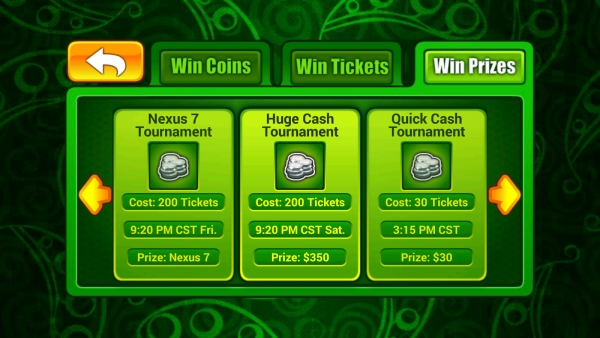 Win Coins
Win Tickets
Win Prizes
Nexus 7
Tournament
Cost: 200 Tickets
9:20 PM CST Fri.
Prize: Nexus 7
Huge Cash
Tournament
Cost: 200 Tickets
9:20 PM CST Sat.
Prize: $350
Quick Cash
Tournament
Cost: 30 Tickets
3:15 PM CST
Prize: $30